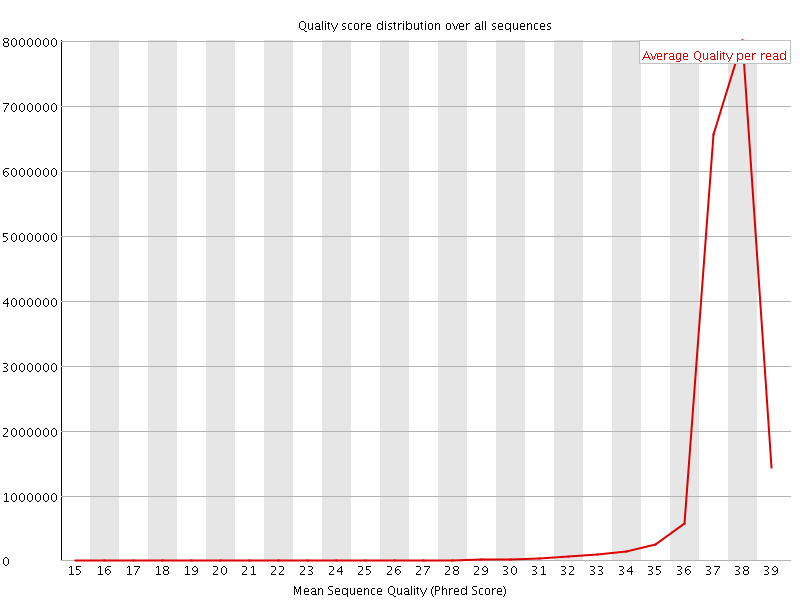 Quality score distribution over all sequences
8000000
Average Quality per read
7000000
6000000
5000000
4000000
3000000
2000000
1000000
0
15 16 17 18 19 20 21 22 23 24 25 26 27 28 29 30 31 32 33 34 35 36 37 38 39
Mean Sequence Quality (Phred Score)